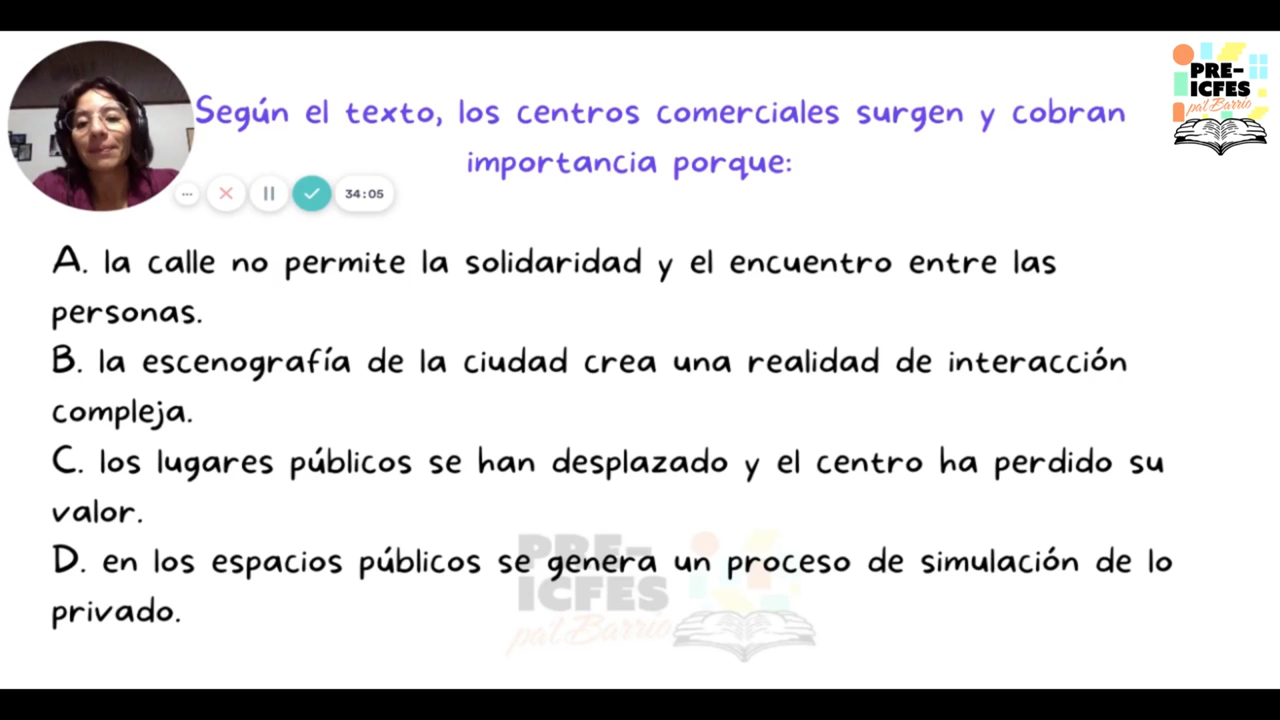 PRE-
ICFES
pa'l Barrio
Según el texto, los centros comerciales surgen y cobran
importancia porque:
34:05
A. la calle no permite la solidaridad y el encuentro entre las
personas.
B. la escenografía de la ciudad crea una realidad de interacción
compleja.
C. los lugares públicos se han desplazado y el centro ha perdido su
valor.
D. en los espacios públicos se genera un proceso de simulación de lo
privado.
PRE-
ICFES
pa'l Barrio